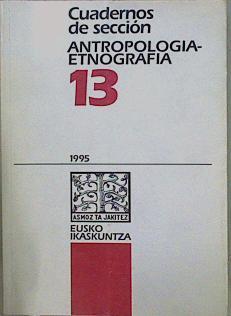 Cuadernos
de sección
ANTROPOLOGIA-
ETNOGRAFIA
13
1995
ASMOZ TA JAKITEZ
EUSKO
IKASKUNTZA